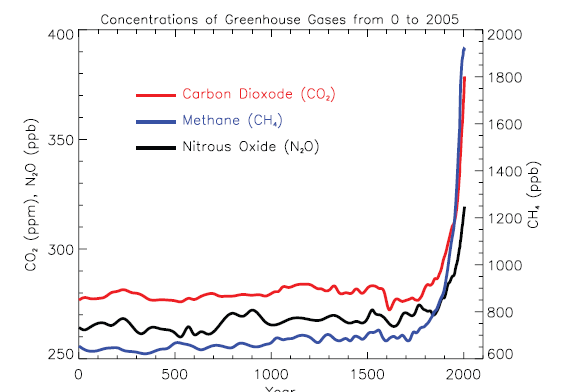 Concentrations of Greenhouse Gases from 0 to 2005
400
350
300
250
CO₂ (ppm), N₂O (ppb)
Carbon Dioxode (CO₂)
Methane (CH₄)
Nitrous Oxide (N₂O)
2000
1800
1600
1400
1200
1000
800
600
CH₄ (ppb)
0 500 1000 1500 2000
Year